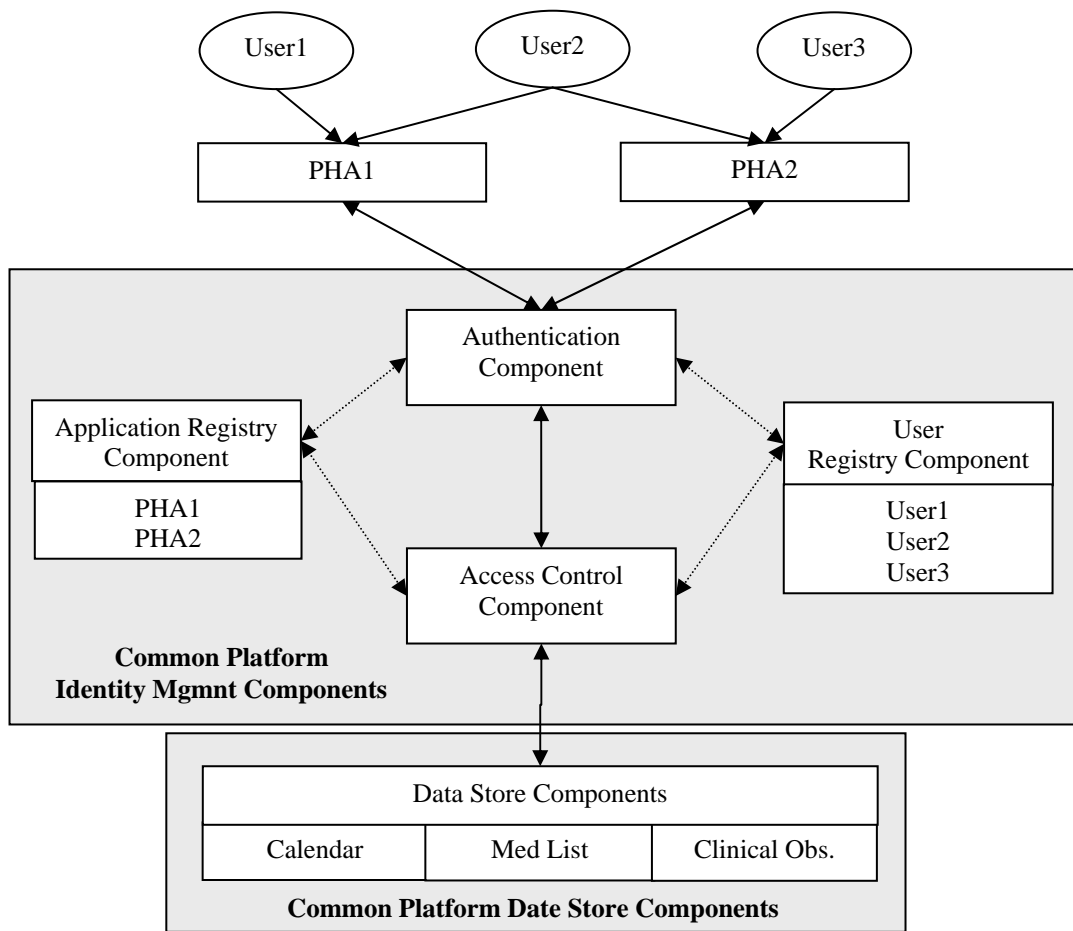 User1
User2
User3
PHA1
PHA2
Authentication
Component
Application Registry
Component
PHA1
PHA2
User
Registry Component
User1
User2
User3
Access Control
Component
Common Platform
Identity Mgmnt Components
Data Store Components
Calendar
Med List
Clinical Obs.
Common Platform Date Store Components